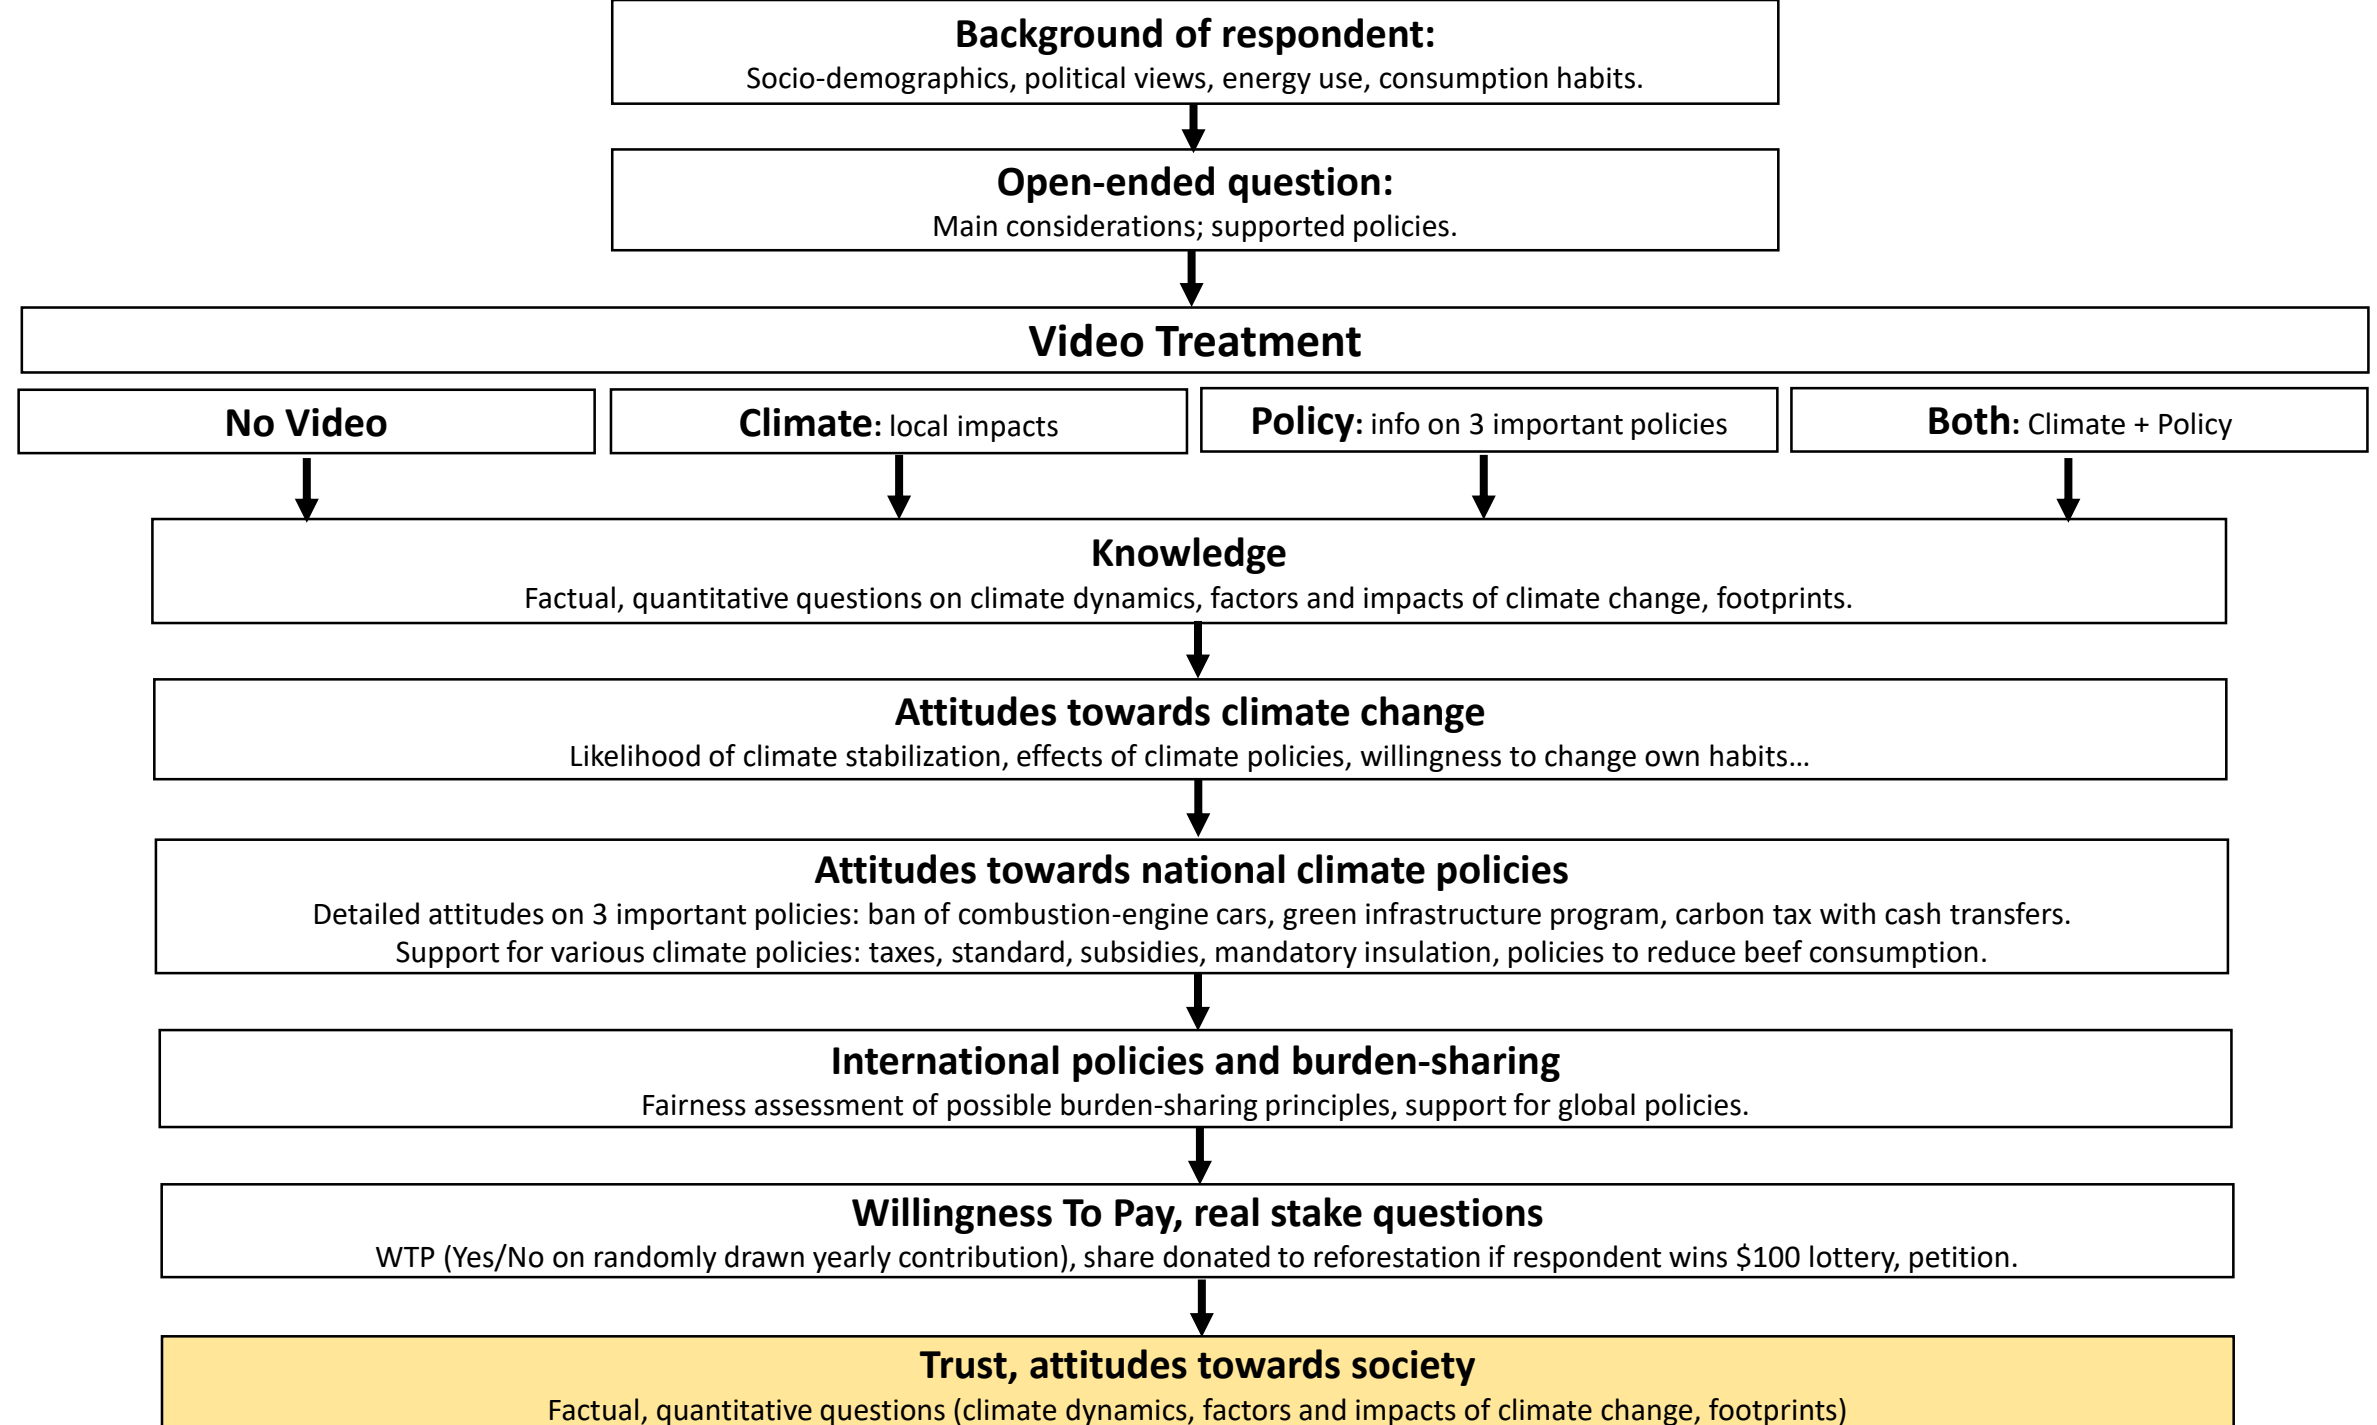 Background of respondent:
Socio-demographics, political views, energy use, consumption habits.
Open-ended question:
Main considerations; supported policies.
Video Treatment
No Video
Climate: local impacts
Policy: info on 3 important policies
Both: Climate + Policy
Knowledge
Factual, quantitative questions on climate dynamics, factors and impacts of climate change, footprints.
Attitudes towards climate change
Likelihood of climate stabilization, effects of climate policies, willingness to change own habits…
Attitudes towards national climate policies
Detailed attitudes on 3 important policies: ban of combustion-engine cars, green infrastructure program, carbon tax with cash transfers.
Support for various climate policies: taxes, standard, subsidies, mandatory insulation, policies to reduce beef consumption.
International policies and burden-sharing
Fairness assessment of possible burden-sharing principles, support for global policies.
Willingness To Pay, real stake questions
WTP (Yes/No on randomly drawn yearly contribution), share donated to reforestation if respondent wins $100 lottery, petition.
Trust, attitudes towards society
Factual, quantitative questions (climate dynamics, factors and impacts of climate change, footprints)